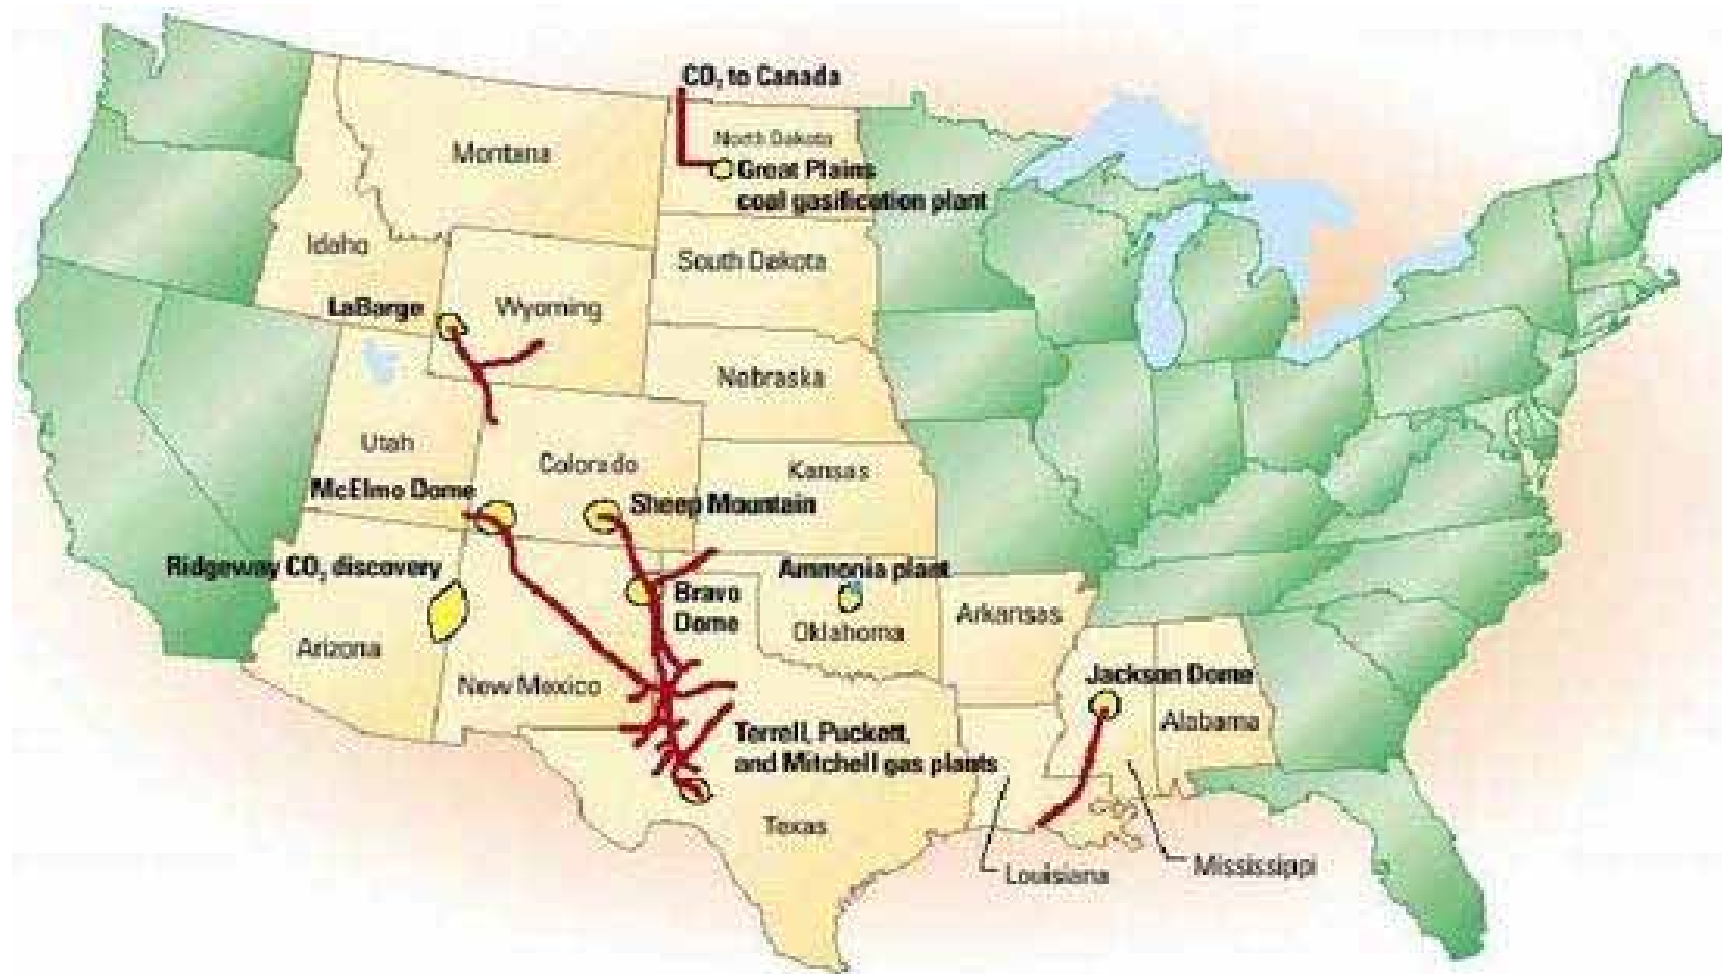 CO₂ to Canada
North Dakota
Montana
Great Plains
coal gasification plant
Idaho
South Dakota
LaBarge
Wyoming
Nebraska
Utah
Colorado
Kansas
McElmo Dome
Sheep Mountain
Ridgeway CO₂ discovery
Ammonia plant
Bravo
Dome
Arkansas
Oklahoma
Arizona
Jackson Dome
New Mexico
Alabama
Terrell, Puckett,
and Mitchell gas plants
Texas
Louisiana
Mississippi